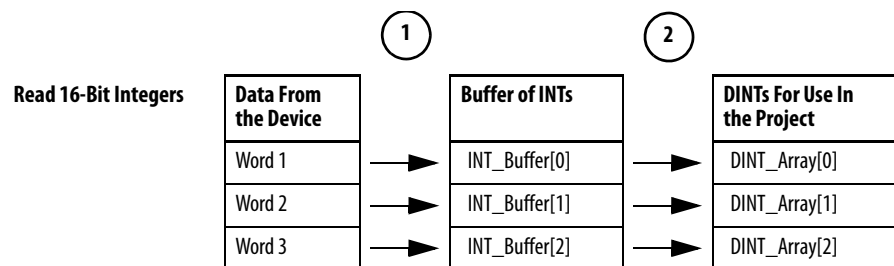 1 2
Read 16-Bit Integers Data From the Device Buffer of INTs DINTs For Use In the Project
Word 1 INT_Buffer[0] DINT_Array[0]
Word 2 INT_Buffer[1] DINT_Array[1]
Word 3 INT_Buffer[2] DINT_Array[2]